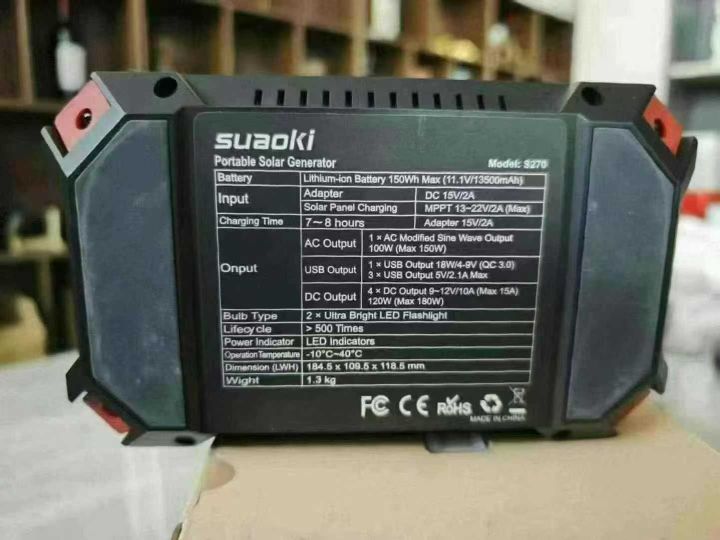 suaoki
Portable Solar Generator Model: S270
Battery Lithium-ion Battery 150Wh Max (11.1V/13500mAh)
Input Adapter DC 15V/2A
Solar Panel Charging MPPT 13~22V/2A (Max)
Charging Time 7~8 hours Adapter 15V/2A
Onput AC Output 1 × AC Modified Sine Wave Output
100W (Max 150W)
USB Output 1 × USB Output 18W/4-9V (QC 3.0)
3 × USB Output 5V/2.1A Max
DC Output 4 × DC Output 9~12V/10A (Max 15A)
120W (Max 180W)
Bulb Type 2 × Ultra Bright LED Flashlight
Lifecycle > 500 Times
Power Indicator LED Indicators
Operation Temperature -10°C~40°C
Dimension (LWH) 184.5 x 109.5 x 118.5 mm
Wight 1.3 kg
FC CE RoHS
MADE IN CHINA